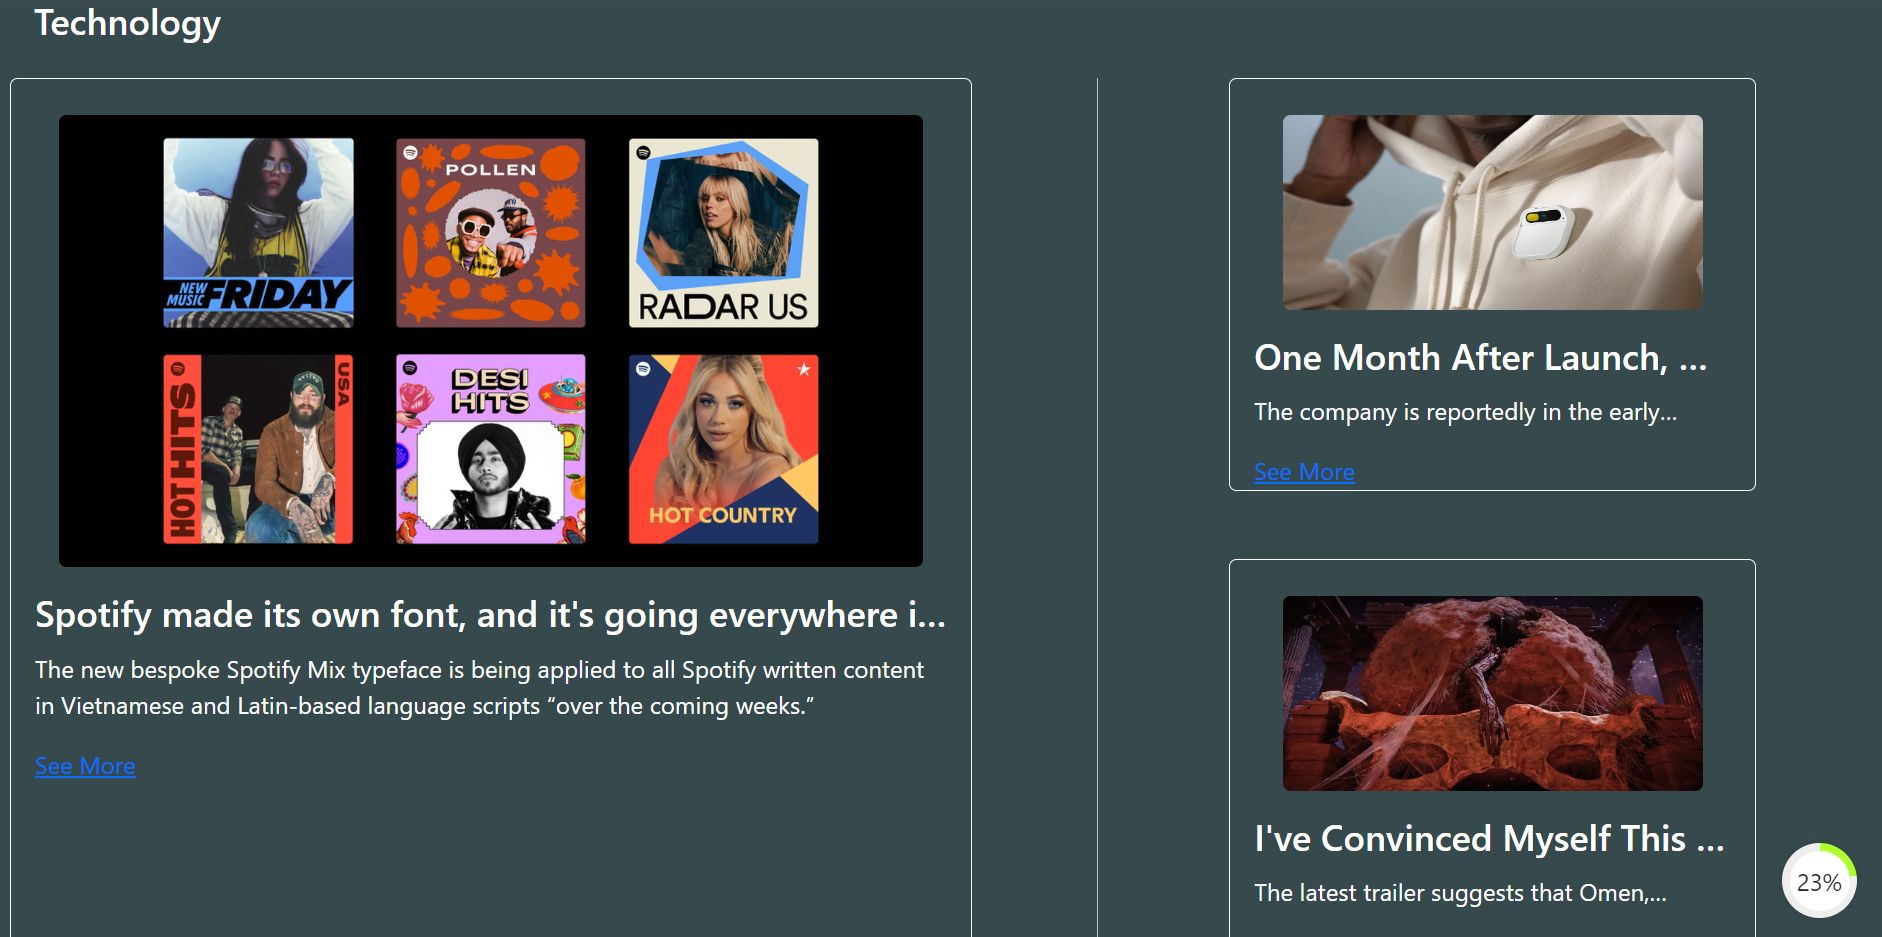 Technology
NEW
MUSIC FRIDAY
POLLEN
RADAR US
HOT HITS
USA
DESI
HITS
HOT COUNTRY
Spotify made its own font, and it's going everywhere i...
The new bespoke Spotify Mix typeface is being applied to all Spotify written content
in Vietnamese and Latin-based language scripts “over the coming weeks.”
See More
One Month After Launch, ...
The company is reportedly in the early...
See More
I've Convinced Myself This ...
The latest trailer suggests that Omen,...
23%